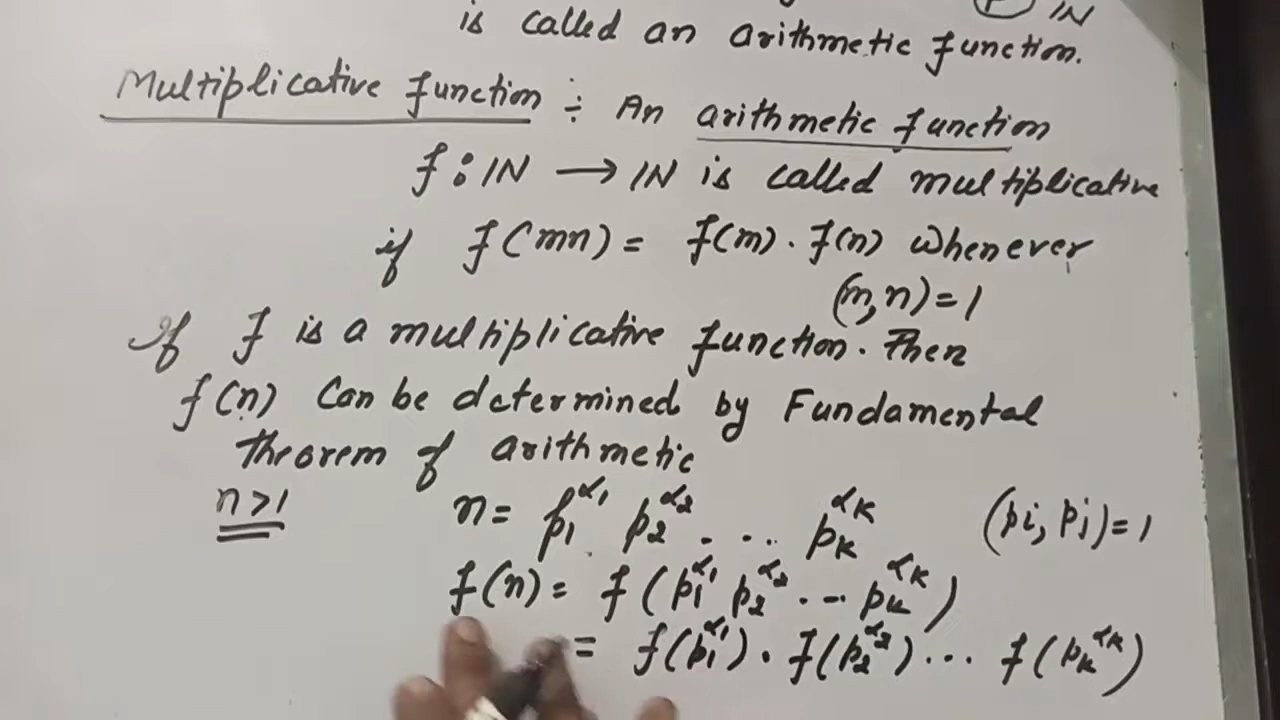 IN
is called an arithmetic function.
Multiplicative function ÷ An arithmetic function
f : IN → IN is called multiplicative
if f(mn) = f(m) . f(n) whenever
(m,n) = 1
If f is a multiplicative function. Then
f(n) Can be determined by Fundamental
theorem of arithmetic
n>1 n = p₁^α₁ p₂^α₂ . ... pₖ^αₖ (pi, pj) = 1
f(n) = f(p₁^α₁ p₂^α₂ ... pₖ^αₖ)
= f(p₁^α₁) . f(p₂^α₂) ... f(pₖ^αₖ)